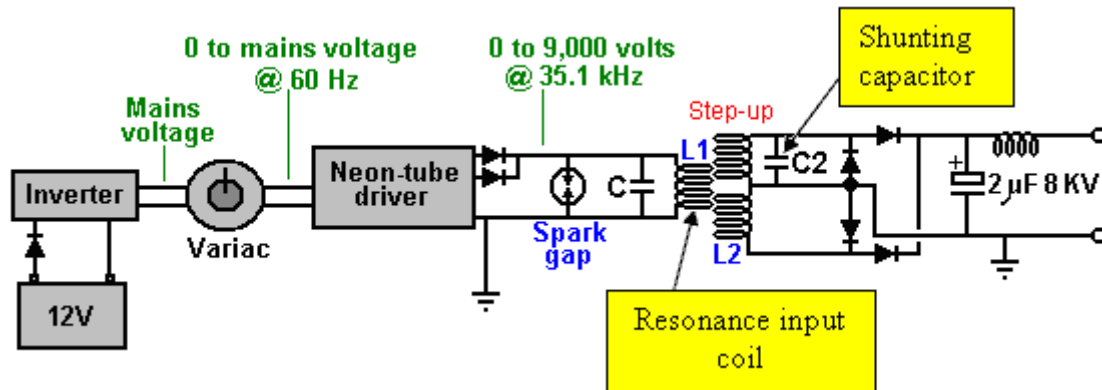 0 to mains voltage
@ 60 Hz
0 to 9,000 volts
@ 35.1 kHz
Shunting
capacitor
Mains
voltage
Step-up
Inverter
Variac
Neon-tube
driver
C
Spark
gap
L1
L2
C2
+
2 µF 8 KV
12V
Resonance input
coil